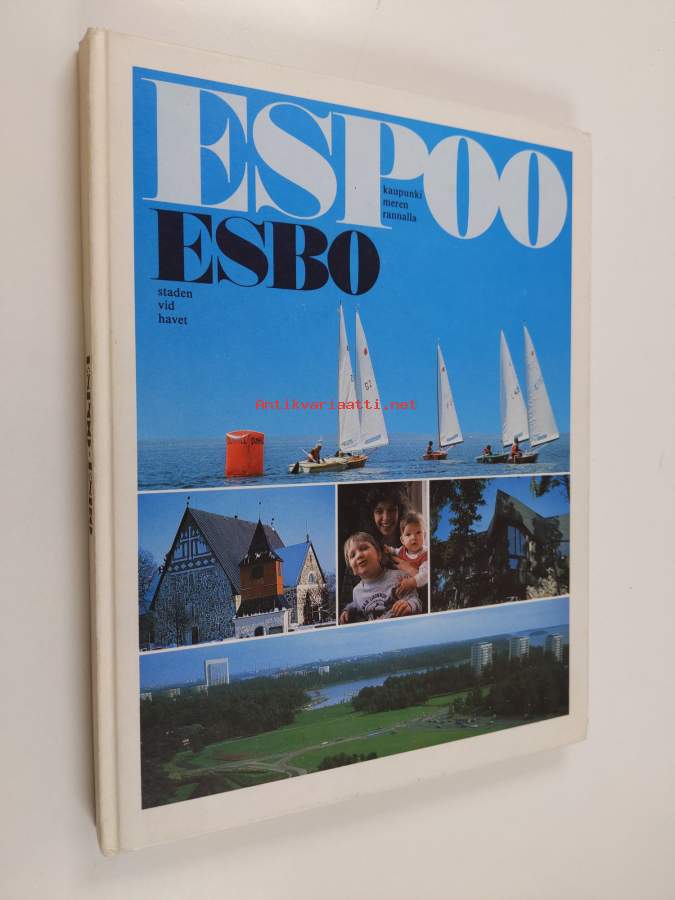 ESPOO
kaupunki
meren
rannalla
ESBO
staden
vid
havet
Antikvariaatti.net